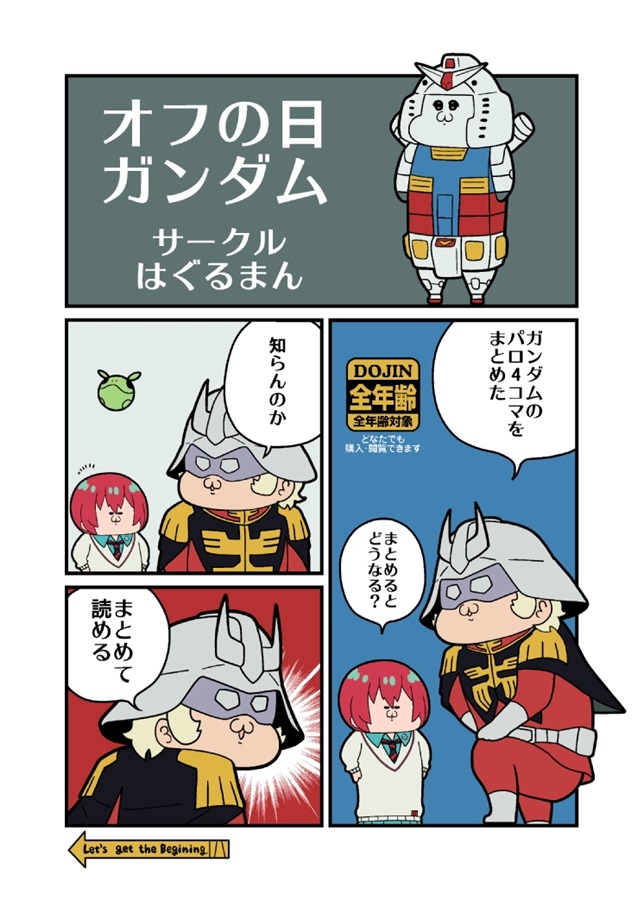 オフの日
ガンダム
サークル
はぐるまん
ガンダムの
パロ4コマを
まとめた
DOJIN
全年齢
全年齢対象
どなたでも
購入・閲覧できます
まとめると
どうなる?
知らんのか
まとめて
読める
Let's get the Begining.